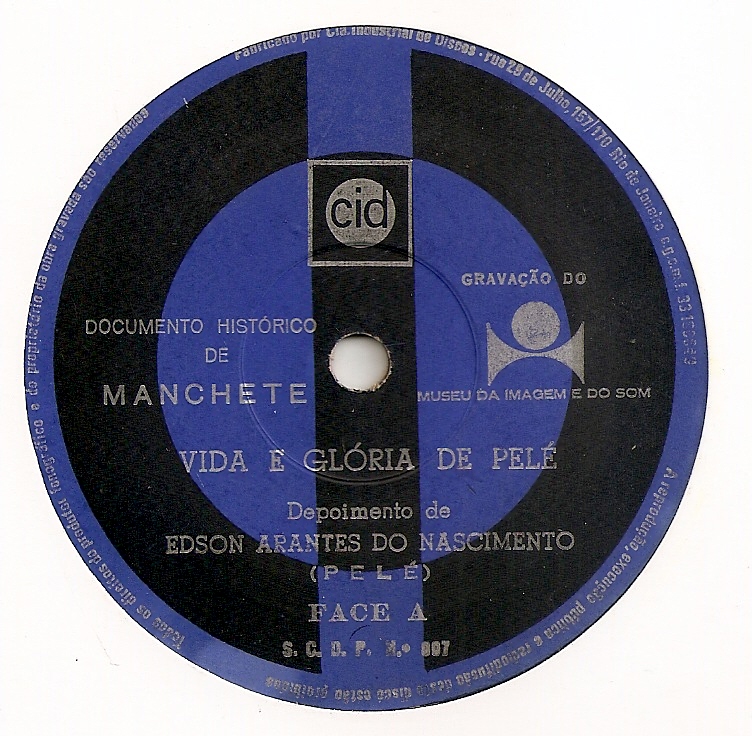 Fabricado por Cia. Industrial de Discos - rua 29 de Julho, 157/170 Rio de Janeiro c.g.c.m.f.
cid
GRAVAÇÃO DO
MUSEU DA IMAGEM E DO SOM
DOCUMENTO HISTÓRICO
DE
MANCHETE
VIDA E GLÓRIA DE PELÉ
Depoimento de
EDSON ARANTES DO NASCIMENTO
(PELÉ)
FACE A
S. C. D. P. N.º 007
Todos os direitos do produtor fonográfico e do proprietário da obra gravada são reservados
A reprodução, execução pública e radiodifusão deste disco estão proibidas